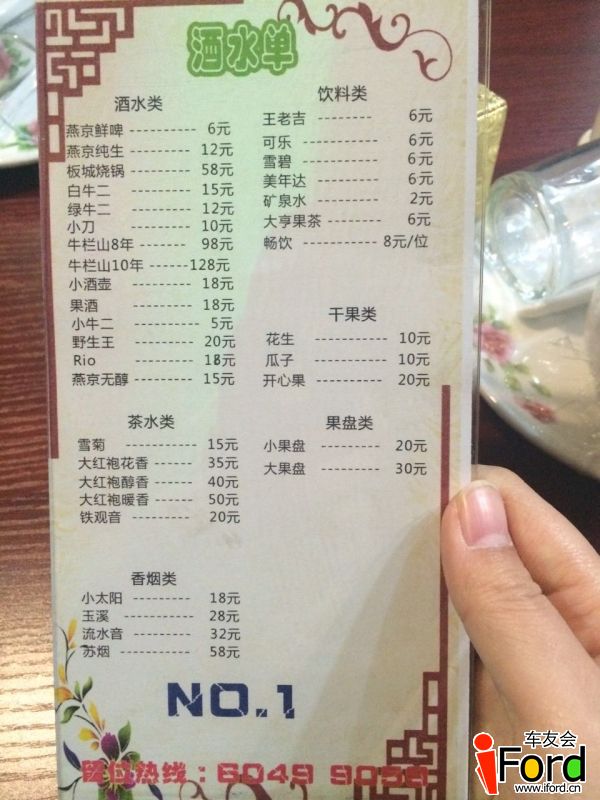 酒水单
酒水类
燕京鲜啤 ---------- 6元
燕京纯生 ---------- 12元
板城烧锅 ---------- 58元
白牛二 ---------- 15元
绿牛二 ---------- 12元
小刀 ---------- 10元
牛栏山8年 -------- 98元
牛栏山10年 ------128元
小酒壶 ---------- 18元
果酒 ---------- 18元
小牛二 ---------- 5元
野生王 ---------- 20元
Rio ---------- 18元
燕京无醇 --------- 15元
饮料类
王老吉 ---------- 6元
可乐 ---------- 6元
雪碧 ---------- 6元
美年达 ---------- 6元
矿泉水 ---------- 2元
大亨果茶 -------- 6元
畅饮 ---------- 8元/位
干果类
花生 ---------- 10元
瓜子 ---------- 10元
开心果 --------- 20元
茶水类
雪菊 ---------- 15元
大红袍花香 ------ 35元
大红袍醇香 ------ 40元
大红袍暖香 ------ 50元
铁观音 ---------- 20元
果盘类
小果盘 -------- 20元
大果盘 -------- 30元
香烟类
小太阳 ---------- 18元
玉溪 ---------- 28元
流水音 ---------- 32元
苏烟 ---------- 58元
NO.1
位热线：6049
车友会
iFord
www.iford.cn